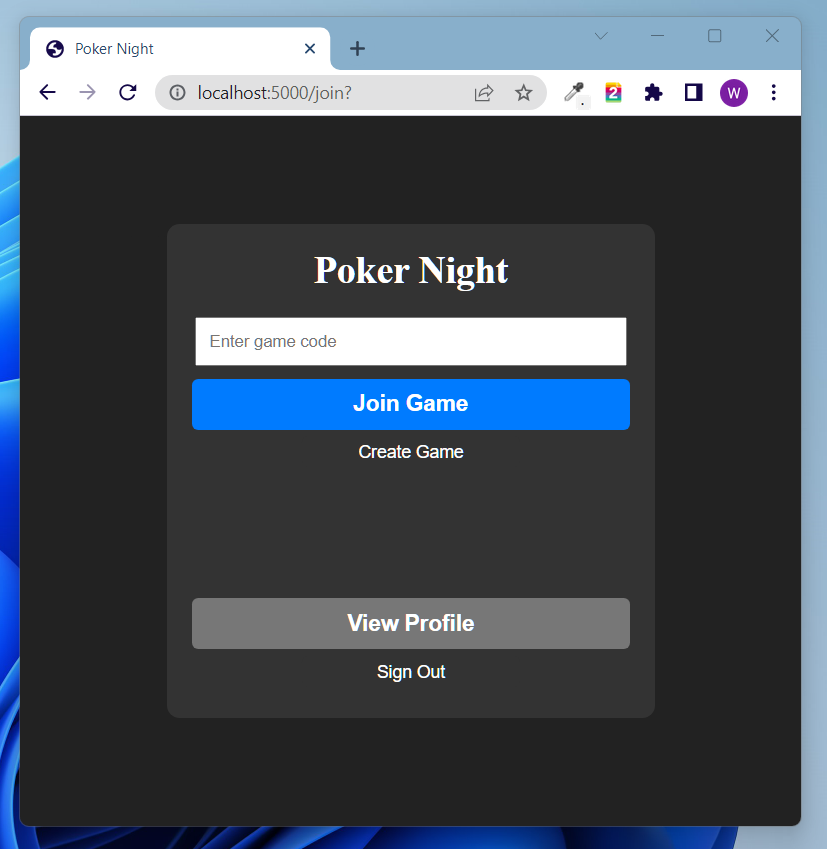 Poker Night
localhost:5000/join?
2
W
Poker Night
Enter game code
Join Game
Create Game
View Profile
Sign Out